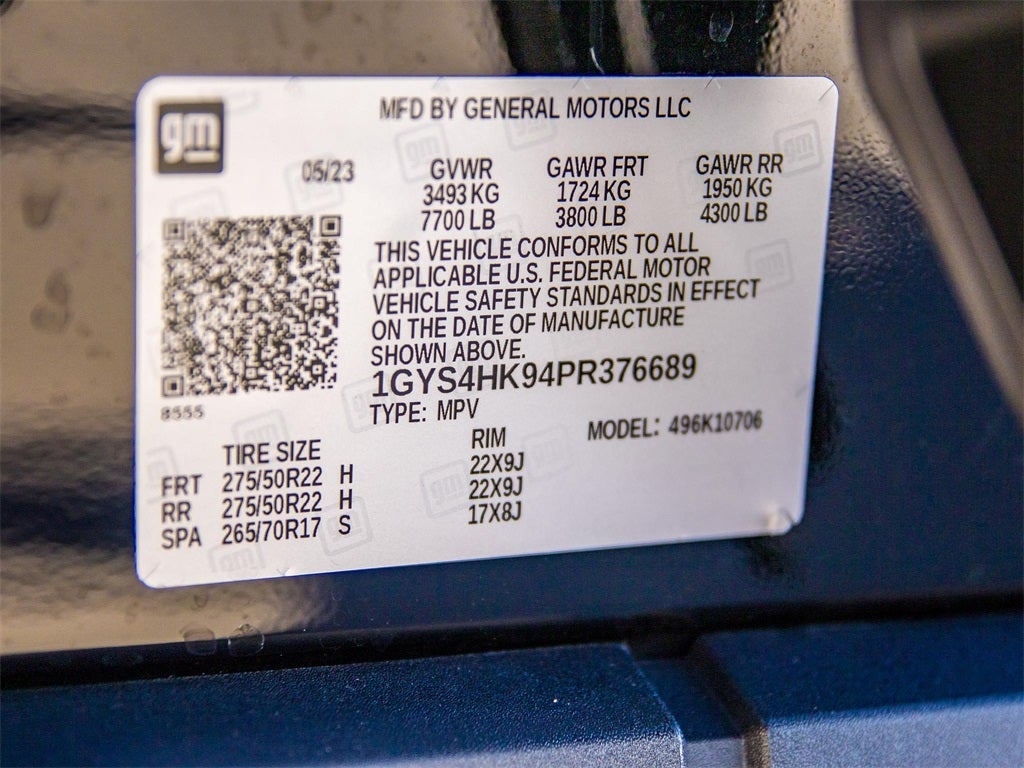 gm
MFD BY GENERAL MOTORS LLC
05/23 GVWR GAWR FRT GAWR RR
3493 KG 1724 KG 1950 KG
7700 LB 3800 LB 4300 LB
THIS VEHICLE CONFORMS TO ALL
APPLICABLE U.S. FEDERAL MOTOR
VEHICLE SAFETY STANDARDS IN EFFECT
ON THE DATE OF MANUFACTURE
SHOWN ABOVE.
1GYS4HK94PR376689
8555
TYPE: MPV
MODEL: 496K10706
TIRE SIZE RIM
FRT 275/50R22 H 22X9J
RR 275/50R22 H 22X9J
SPA 265/70R17 S 17X8J